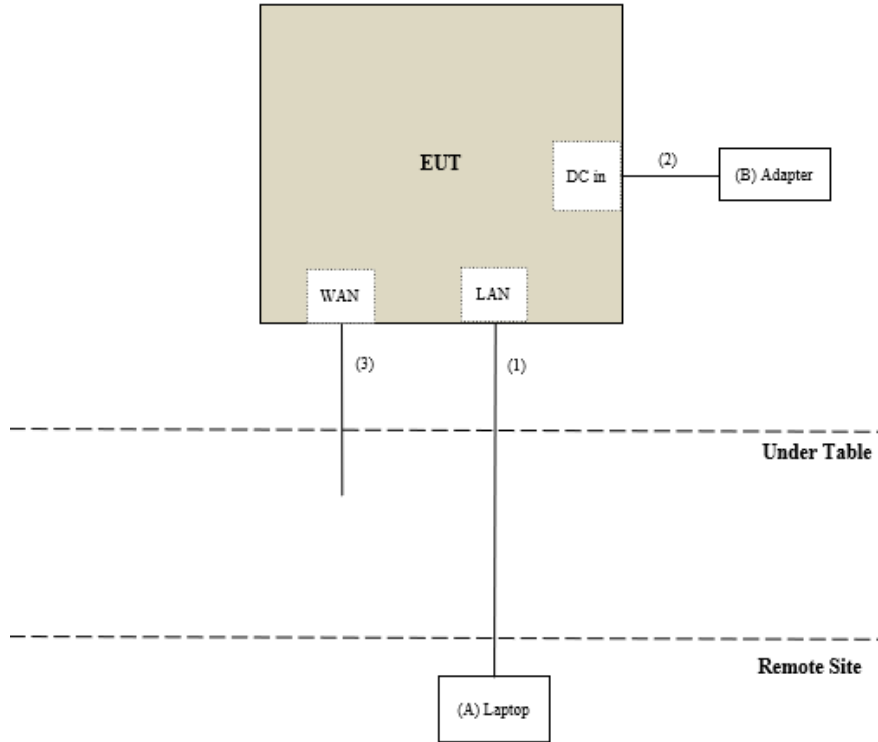 EUT
DC in
(2)
(B) Adapter
WAN
LAN
(3)
(1)
Under Table
Remote Site
(A) Laptop